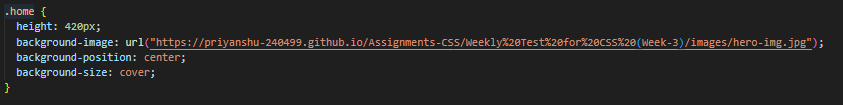 .home {
height: 420px;
background-image: url("https://priyanshu-240499.github.io/Assignments-CSS/Weekly%20Test%20for%20CSS%20(Week-3)/images/hero-img.jpg");
background-position: center;
background-size: cover;
}